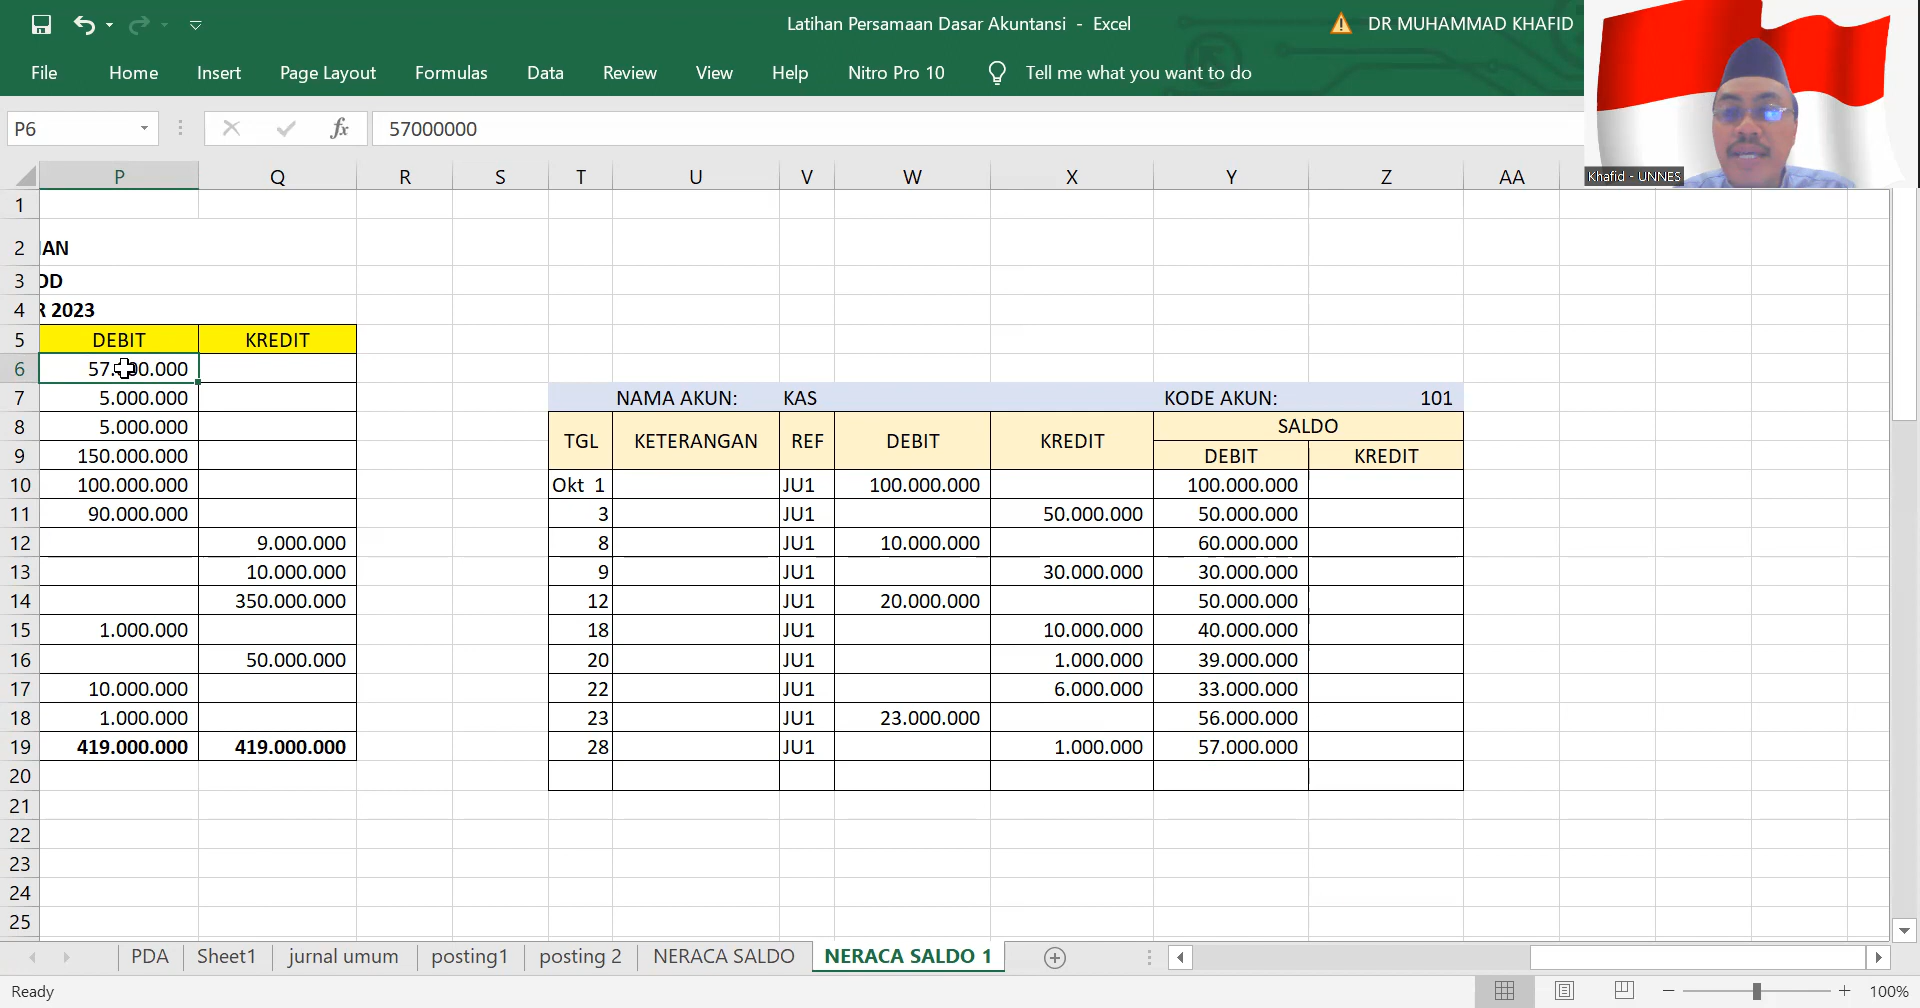 Latihan Persamaan Dasar Akuntansi - Excel
DR MUHAMMAD KHAFID
File Home Insert Page Layout Formulas Data Review View Help Nitro Pro 10 Tell me what you want to do
P6 fx 57000000
Khafid - UNNES
P Q R S T U V W X Y Z AA
1
2 IAN
3 OD
4 R 2023
5 DEBIT KREDIT
6 57.000.000
7 5.000.000 NAMA AKUN: KAS KODE AKUN: 101
8 5.000.000 TGL KETERANGAN REF DEBIT KREDIT SALDO
9 150.000.000 DEBIT KREDIT
10 100.000.000 Okt 1 JU1 100.000.000 100.000.000
11 90.000.000 3 JU1 50.000.000 50.000.000
12 9.000.000 8 JU1 10.000.000 60.000.000
13 10.000.000 9 JU1 30.000.000 30.000.000
14 350.000.000 12 JU1 20.000.000 50.000.000
15 1.000.000 18 JU1 10.000.000 40.000.000
16 50.000.000 20 JU1 1.000.000 39.000.000
17 10.000.000 22 JU1 6.000.000 33.000.000
18 1.000.000 23 JU1 23.000.000 56.000.000
19 419.000.000 419.000.000 28 JU1 1.000.000 57.000.000
20
21
22
23
24
25
PDA Sheet1 jurnal umum posting1 posting 2 NERACA SALDO NERACA SALDO 1
Ready 100%